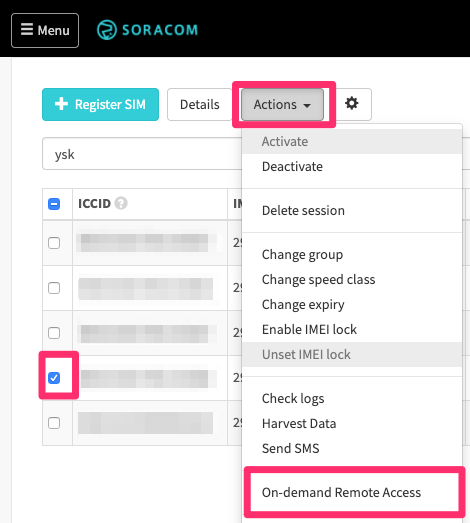 Menu
SORACOM
Register SIM
Details
Actions
ysk
ICCID
IM
29
29
29
29
29
Activate
Deactivate
Delete session
Change group
Change speed class
Change expiry
Enable IMEI lock
Unset IMEI lock
Check logs
Harvest Data
Send SMS
On-demand Remote Access